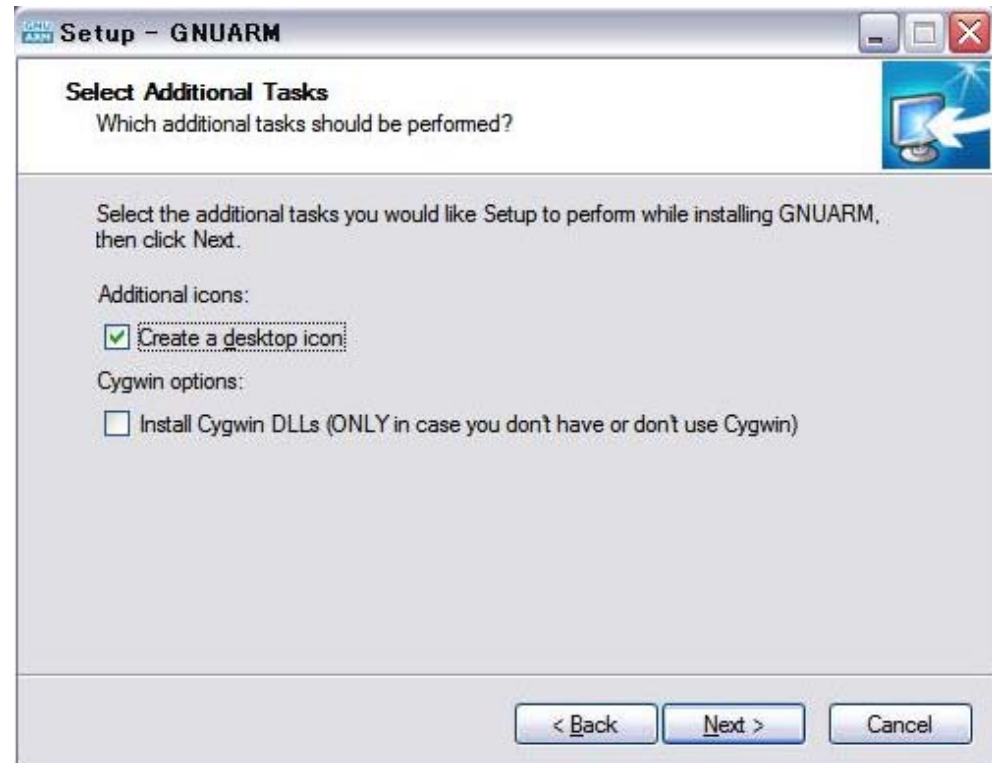 GNU
ARM
Setup - GNUARM
Select Additional Tasks
Which additional tasks should be performed?
Select the additional tasks you would like Setup to perform while installing GNUARM,
then click Next.
Additional icons:
Create a desktop icon
Cygwin options:
Install Cygwin DLLs (ONLY in case you don't have or don't use Cygwin)
< Back Next > Cancel